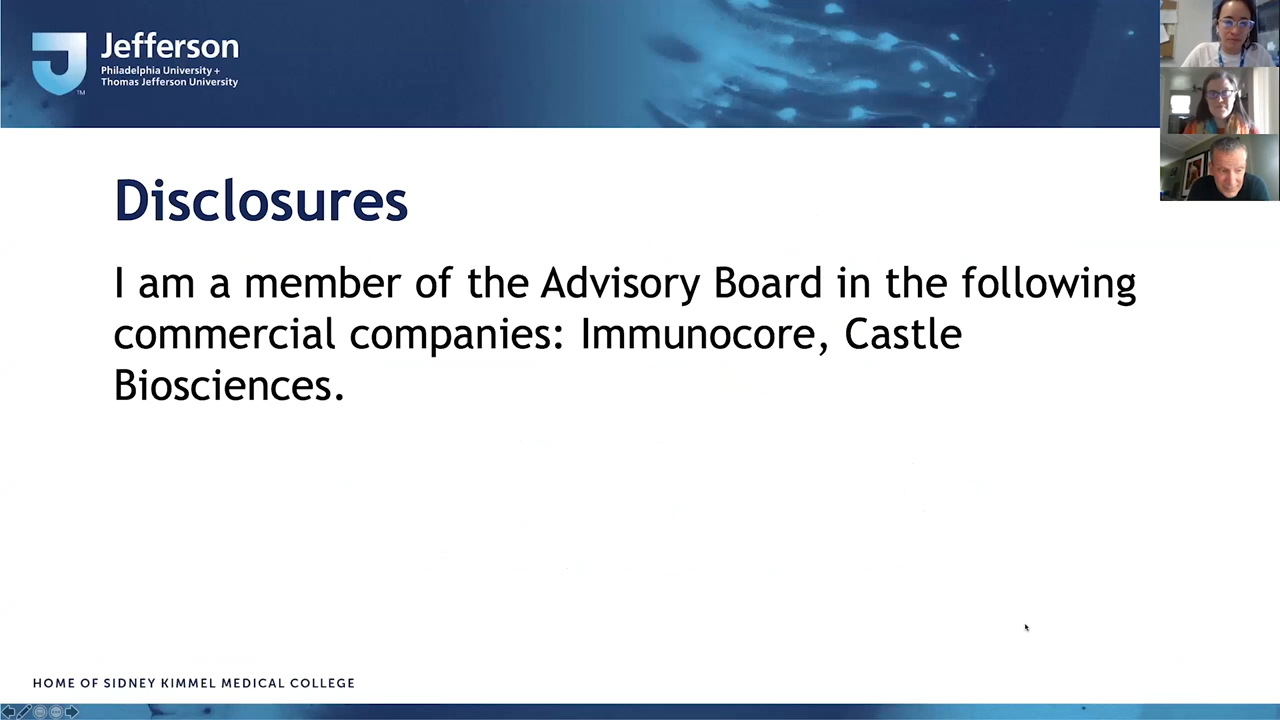 Jefferson
Philadelphia University +
Thomas Jefferson University
TM
Disclosures
I am a member of the Advisory Board in the following
commercial companies: Immunocore, Castle
Biosciences.
HOME OF SIDNEY KIMMEL MEDICAL COLLEGE